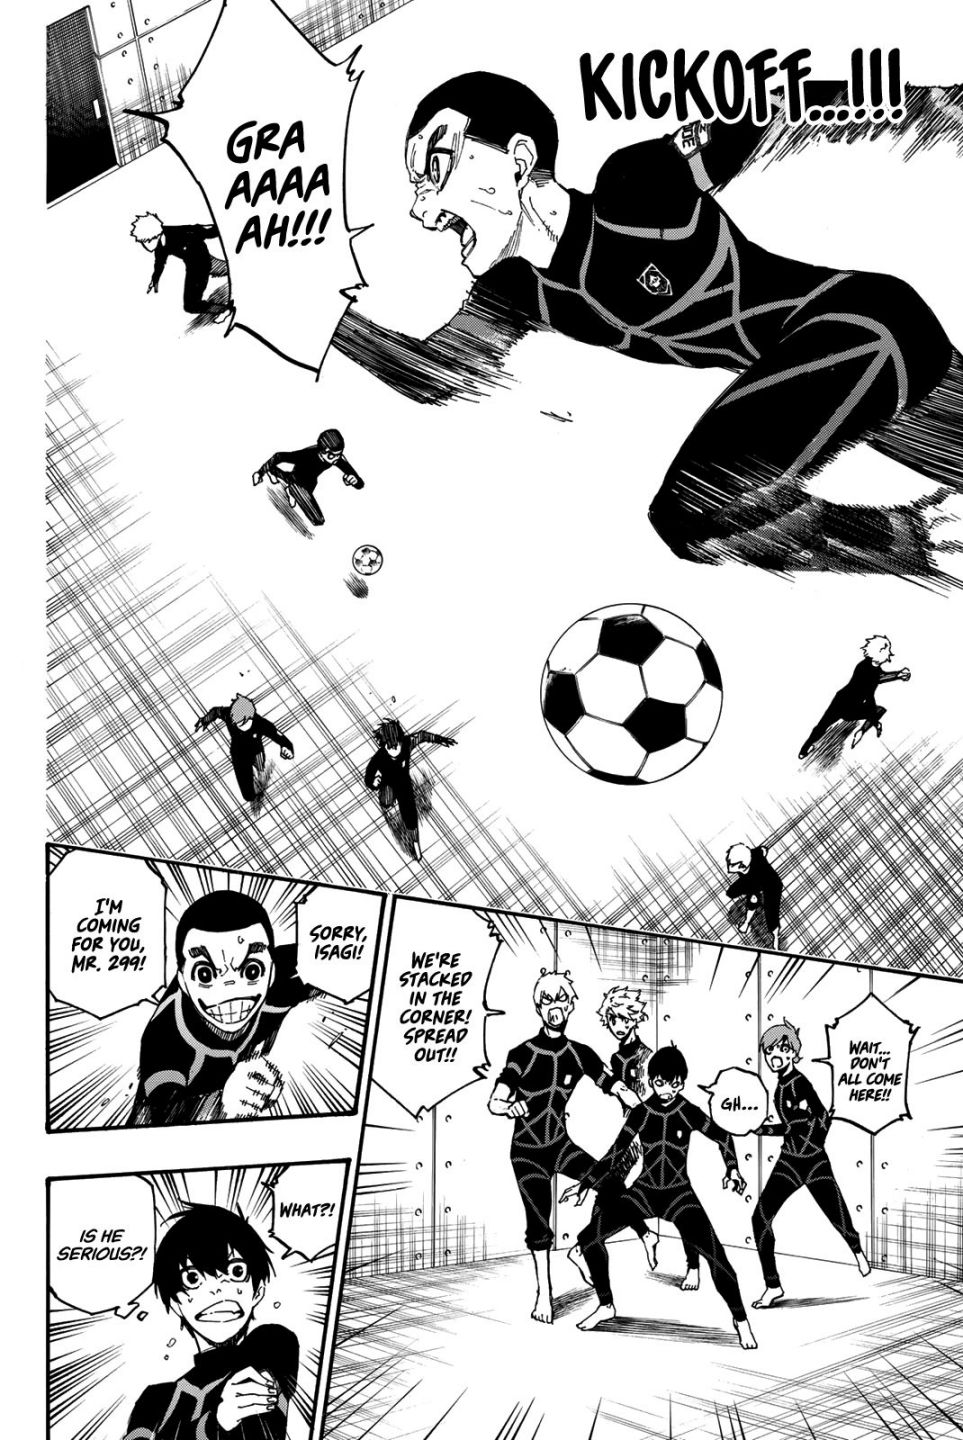 KICKOFF...!!!
GRA
AAAA
AH!!!
SORRY,
ISAGI!
I'M
COMING
FOR YOU,
MR. 299!
WHAT?!
IS HE
SERIOUS?!
WAIT...
DON'T
ALL COME
HERE!!
GH...
WE'RE
STACKED
IN THE
CORNER!
SPREAD
OUT!!